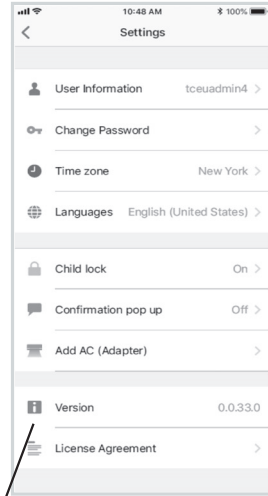 10:48 AM 100%
Settings
User Information tceuadmin4
Change Password
Time zone New York
Languages English (United States)
Child lock On
Confirmation pop up Off
Add AC (Adapter)
Version 0.0.33.0
License Agreement